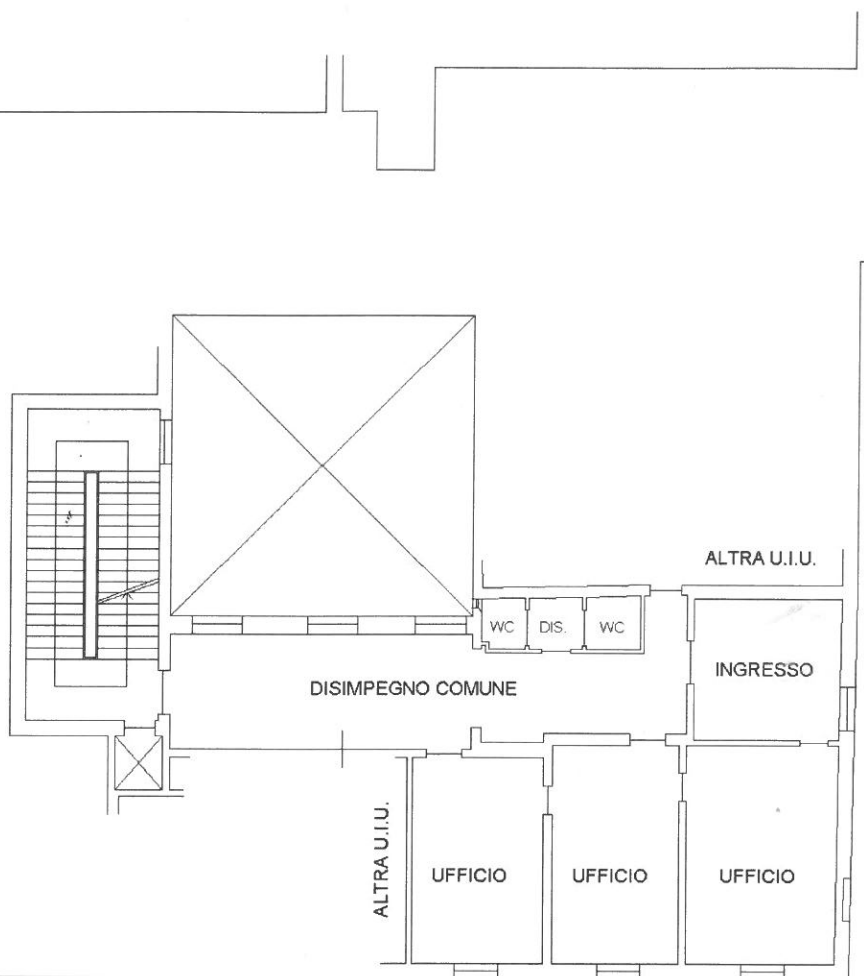 ALTRA U.I.U.
WC
DIS.
WC
INGRESSO
DISIMPEGNO COMUNE
ALTRA U.I.U.
UFFICIO
UFFICIO
UFFICIO